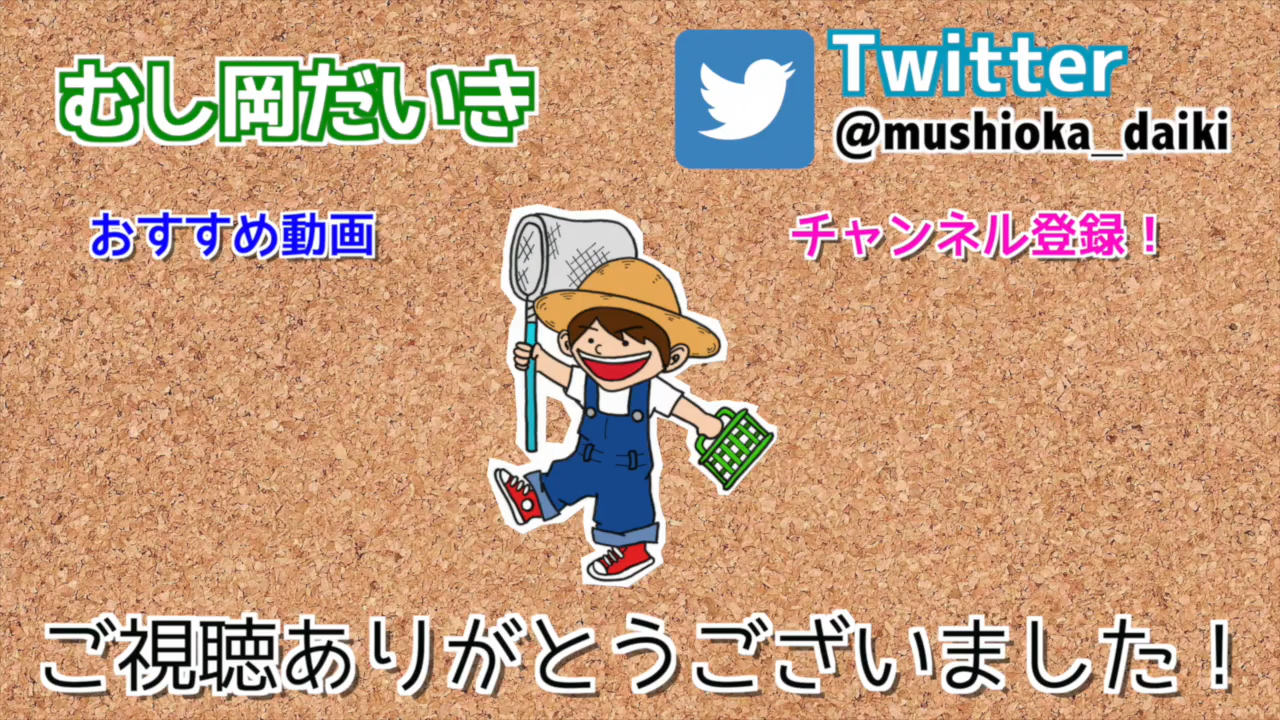 むし岡だいき
Twitter
@mushioka_daiki
おすすめ動画
チャンネル登録！
ご視聴ありがとうございました！